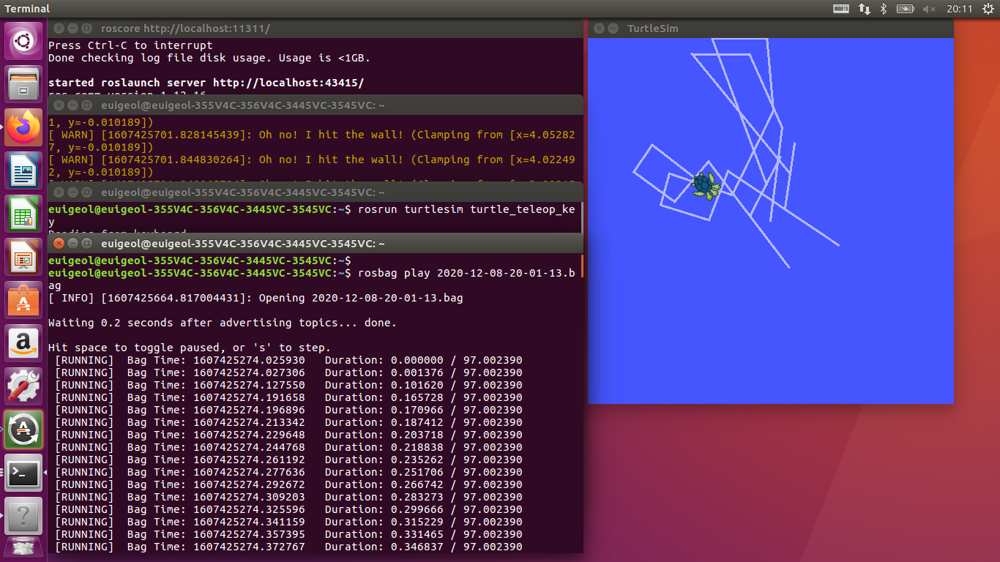 Terminal
20:11
roscore http://localhost:11311/
Press Ctrl-C to interrupt
Done checking log file disk usage. Usage is <1GB.
started roslaunch server http://localhost:43415/
ros_comm version 1.12.16
euigeol@euigeol-355V4C-356V4C-3445VC-3545VC: ~
1, y=-0.010189])
[ WARN] [1607425701.828145439]: Oh no! I hit the wall! (Clamping from [x=4.05282
7, y=-0.010189])
[ WARN] [1607425701.844830264]: Oh no! I hit the wall! (Clamping from [x=4.02249
2, y=-0.010189])
euigeol@euigeol-355V4C-356V4C-3445VC-3545VC: ~
euigeol@euigeol-355V4C-356V4C-3445VC-3545VC:~$ rosrun turtlesim turtle_teleop_ke
y
Reading from keyboard
euigeol@euigeol-355V4C-356V4C-3445VC-3545VC: ~
euigeol@euigeol-355V4C-356V4C-3445VC-3545VC:~$
euigeol@euigeol-355V4C-356V4C-3445VC-3545VC:~$ rosbag play 2020-12-08-20-01-13.b
ag
[ INFO] [1607425664.817004431]: Opening 2020-12-08-20-01-13.bag
Waiting 0.2 seconds after advertising topics... done.
Hit space to toggle paused, or 's' to step.
[RUNNING]  Bag Time: 1607425274.025930   Duration: 0.000000 / 97.002390
[RUNNING]  Bag Time: 1607425274.027306   Duration: 0.001376 / 97.002390
[RUNNING]  Bag Time: 1607425274.127550   Duration: 0.101620 / 97.002390
[RUNNING]  Bag Time: 1607425274.191658   Duration: 0.165728 / 97.002390
[RUNNING]  Bag Time: 1607425274.196896   Duration: 0.170966 / 97.002390
[RUNNING]  Bag Time: 1607425274.213342   Duration: 0.187412 / 97.002390
[RUNNING]  Bag Time: 1607425274.229648   Duration: 0.203718 / 97.002390
[RUNNING]  Bag Time: 1607425274.244768   Duration: 0.218838 / 97.002390
[RUNNING]  Bag Time: 1607425274.261192   Duration: 0.235262 / 97.002390
[RUNNING]  Bag Time: 1607425274.277636   Duration: 0.251706 / 97.002390
[RUNNING]  Bag Time: 1607425274.292672   Duration: 0.266742 / 97.002390
[RUNNING]  Bag Time: 1607425274.309203   Duration: 0.283273 / 97.002390
[RUNNING]  Bag Time: 1607425274.325596   Duration: 0.299666 / 97.002390
[RUNNING]  Bag Time: 1607425274.341159   Duration: 0.315229 / 97.002390
[RUNNING]  Bag Time: 1607425274.357395   Duration: 0.331465 / 97.002390
[RUNNING]  Bag Time: 1607425274.372767   Duration: 0.346837 / 97.002390
TurtleSim